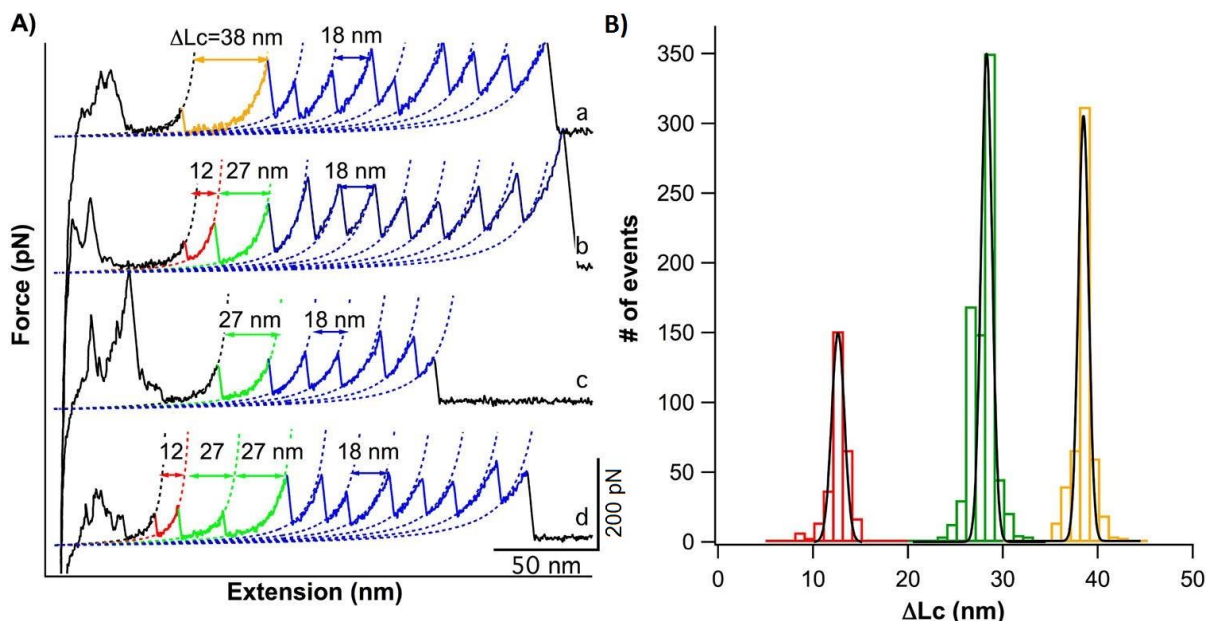 A)
ΔLc=38 nm
18 nm
a
12
27 nm
18 nm
b
27 nm
18 nm
c
12
27
27 nm
18 nm
d
200 pN
50 nm
Force (pN)
Extension (nm)
B)
350
300
250
200
150
100
50
0
# of events
0
10
20
30
40
50
ΔLc (nm)